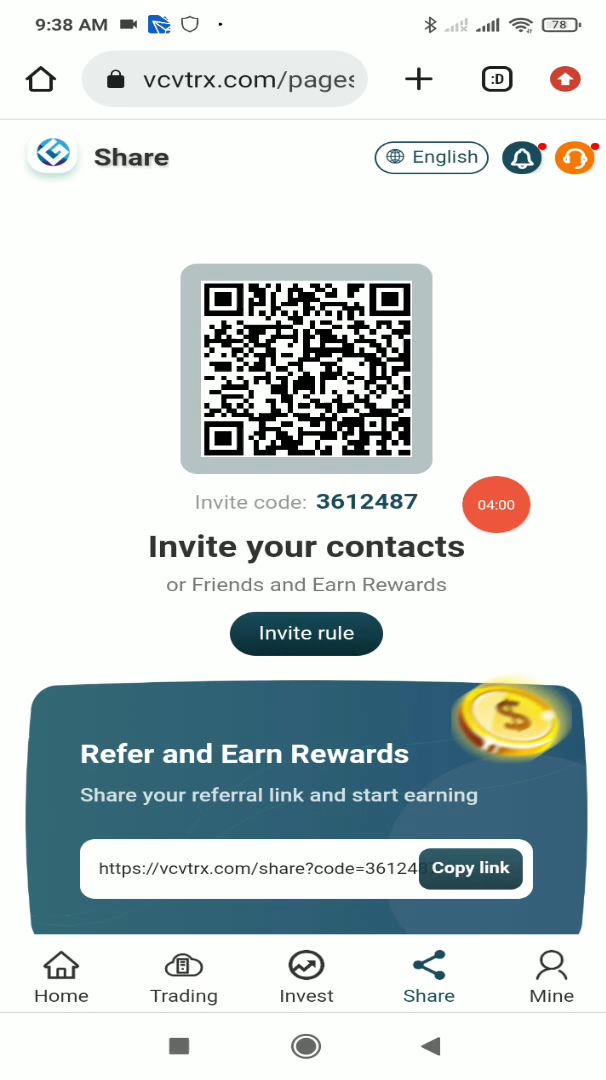 9:38 AM
78
vcvtrx.com/pages
:D
Share
English
Invite code: 3612487
04:00
Invite your contacts
or Friends and Earn Rewards
Invite rule
Refer and Earn Rewards
Share your referral link and start earning
https://vcvtrx.com/share?code=361248
Copy link
Home Trading Invest Share Mine